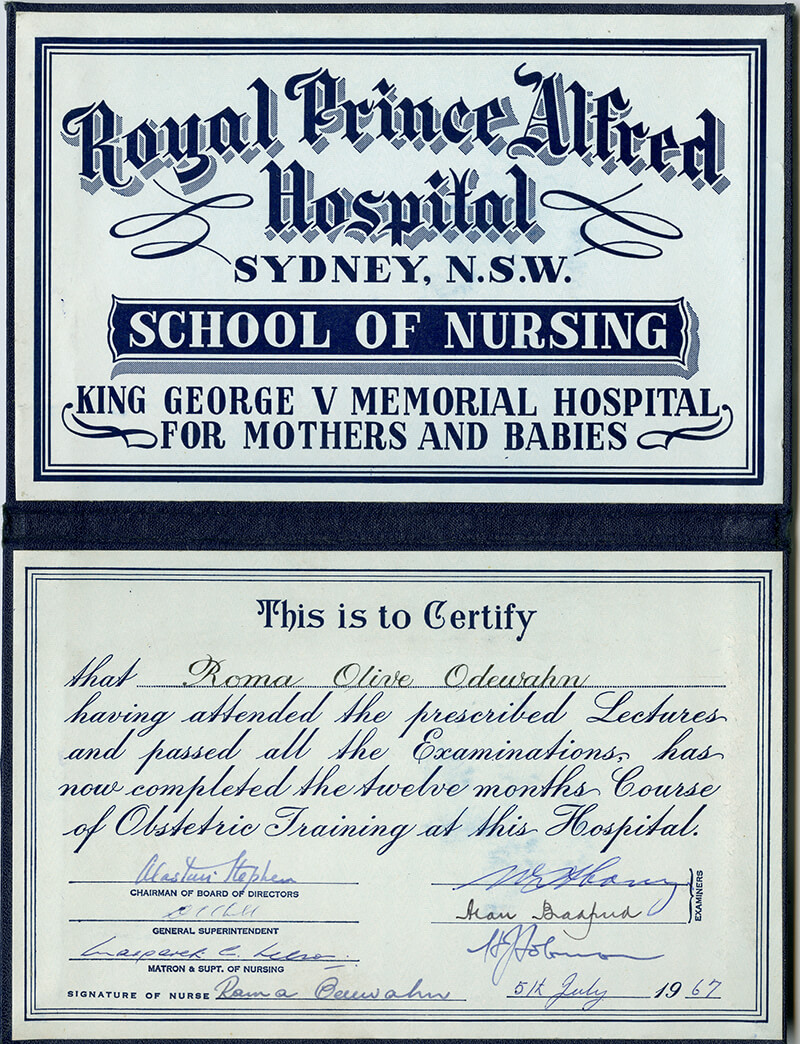 Royal Prince Alfred
Hospital
SYDNEY, N.S.W.
SCHOOL OF NURSING
KING GEORGE V MEMORIAL HOSPITAL
FOR MOTHERS AND BABIES
This is to Certify
that Roma Olive Odewahn
having attended the prescribed Lectures
and passed all the Examinations, has
now completed the twelve months Course
of Obstetric Training at this Hospital.
Alastair Stephen
CHAIRMAN OF BOARD OF DIRECTORS
GENERAL SUPERINTENDENT
Margaret C. Nelson
MATRON & SUPT. OF NURSING
SIGNATURE OF NURSE Roma Odewahn
EXAMINERS
5th July 1967